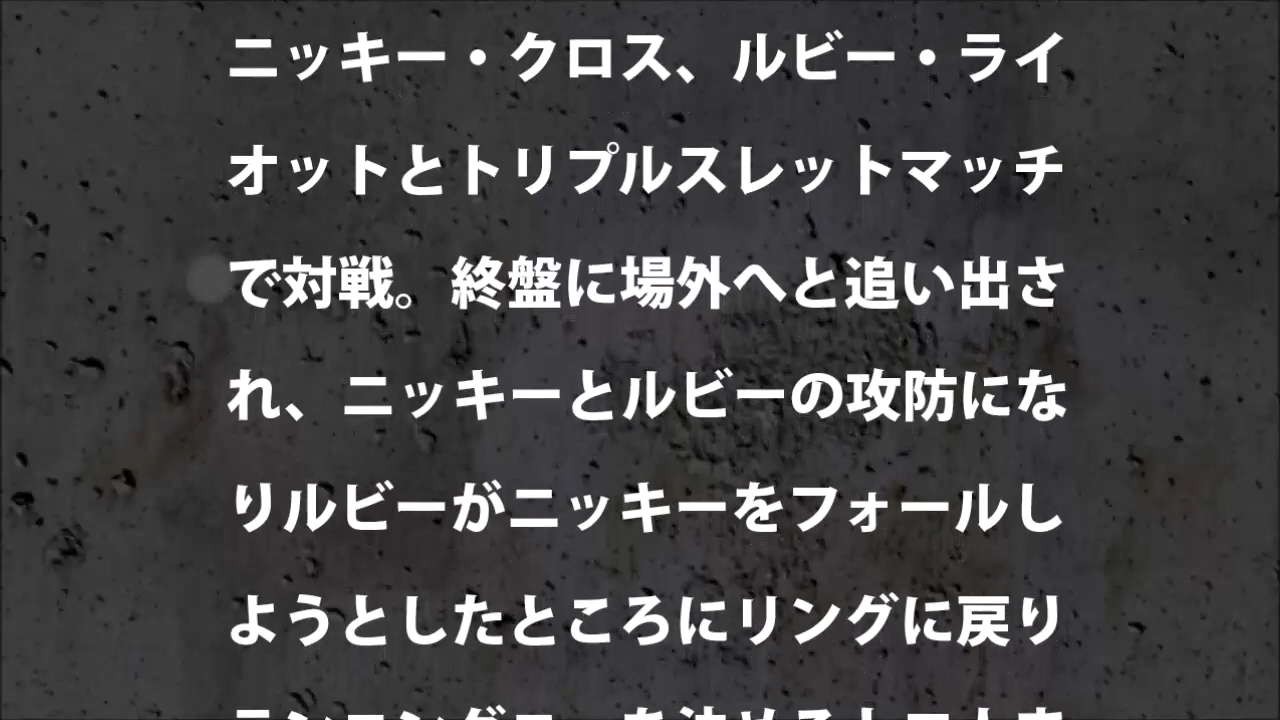 ニッキー・クロス、ルビー・ライ
オットとトリプルスレットマッチ
で対戦。終盤に場外へと追い出さ
れ、ニッキーとルビーの攻防にな
りルビーがニッキーをフォールし
ようとしたところにリングに戻り